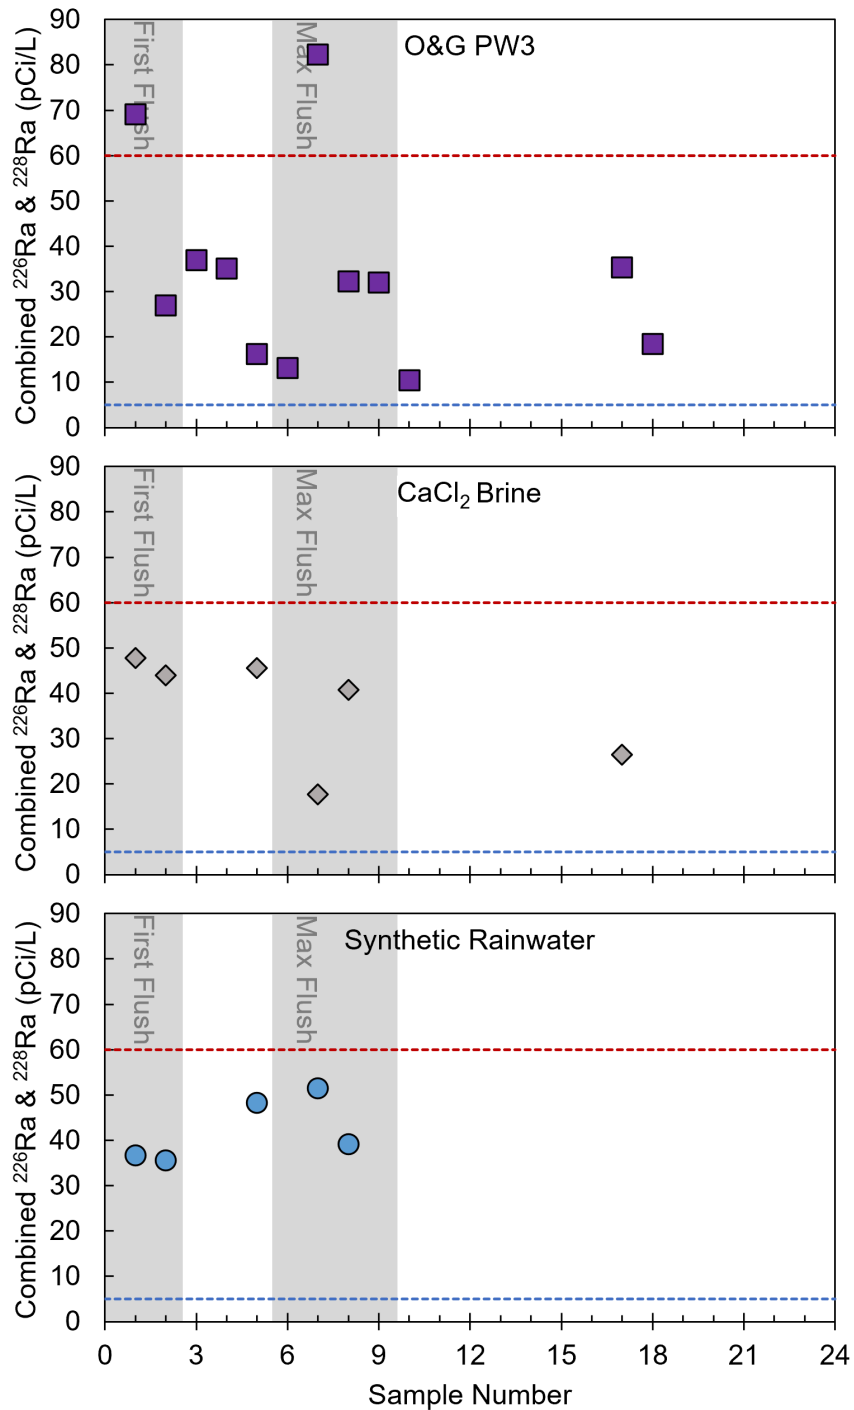 O&G PW3
First Flush
Max Flush
Combined ²²⁶Ra & ²²⁸Ra (pCi/L)
90
80
70
60
50
40
30
20
10
0
CaCl₂ Brine
First Flush
Max Flush
Combined ²²⁶Ra & ²²⁸Ra (pCi/L)
90
80
70
60
50
40
30
20
10
0
Synthetic Rainwater
First Flush
Max Flush
Combined ²²⁶Ra & ²²⁸Ra (pCi/L)
90
80
70
60
50
40
30
20
10
0
0 3 6 9 12 15 18 21 24
Sample Number